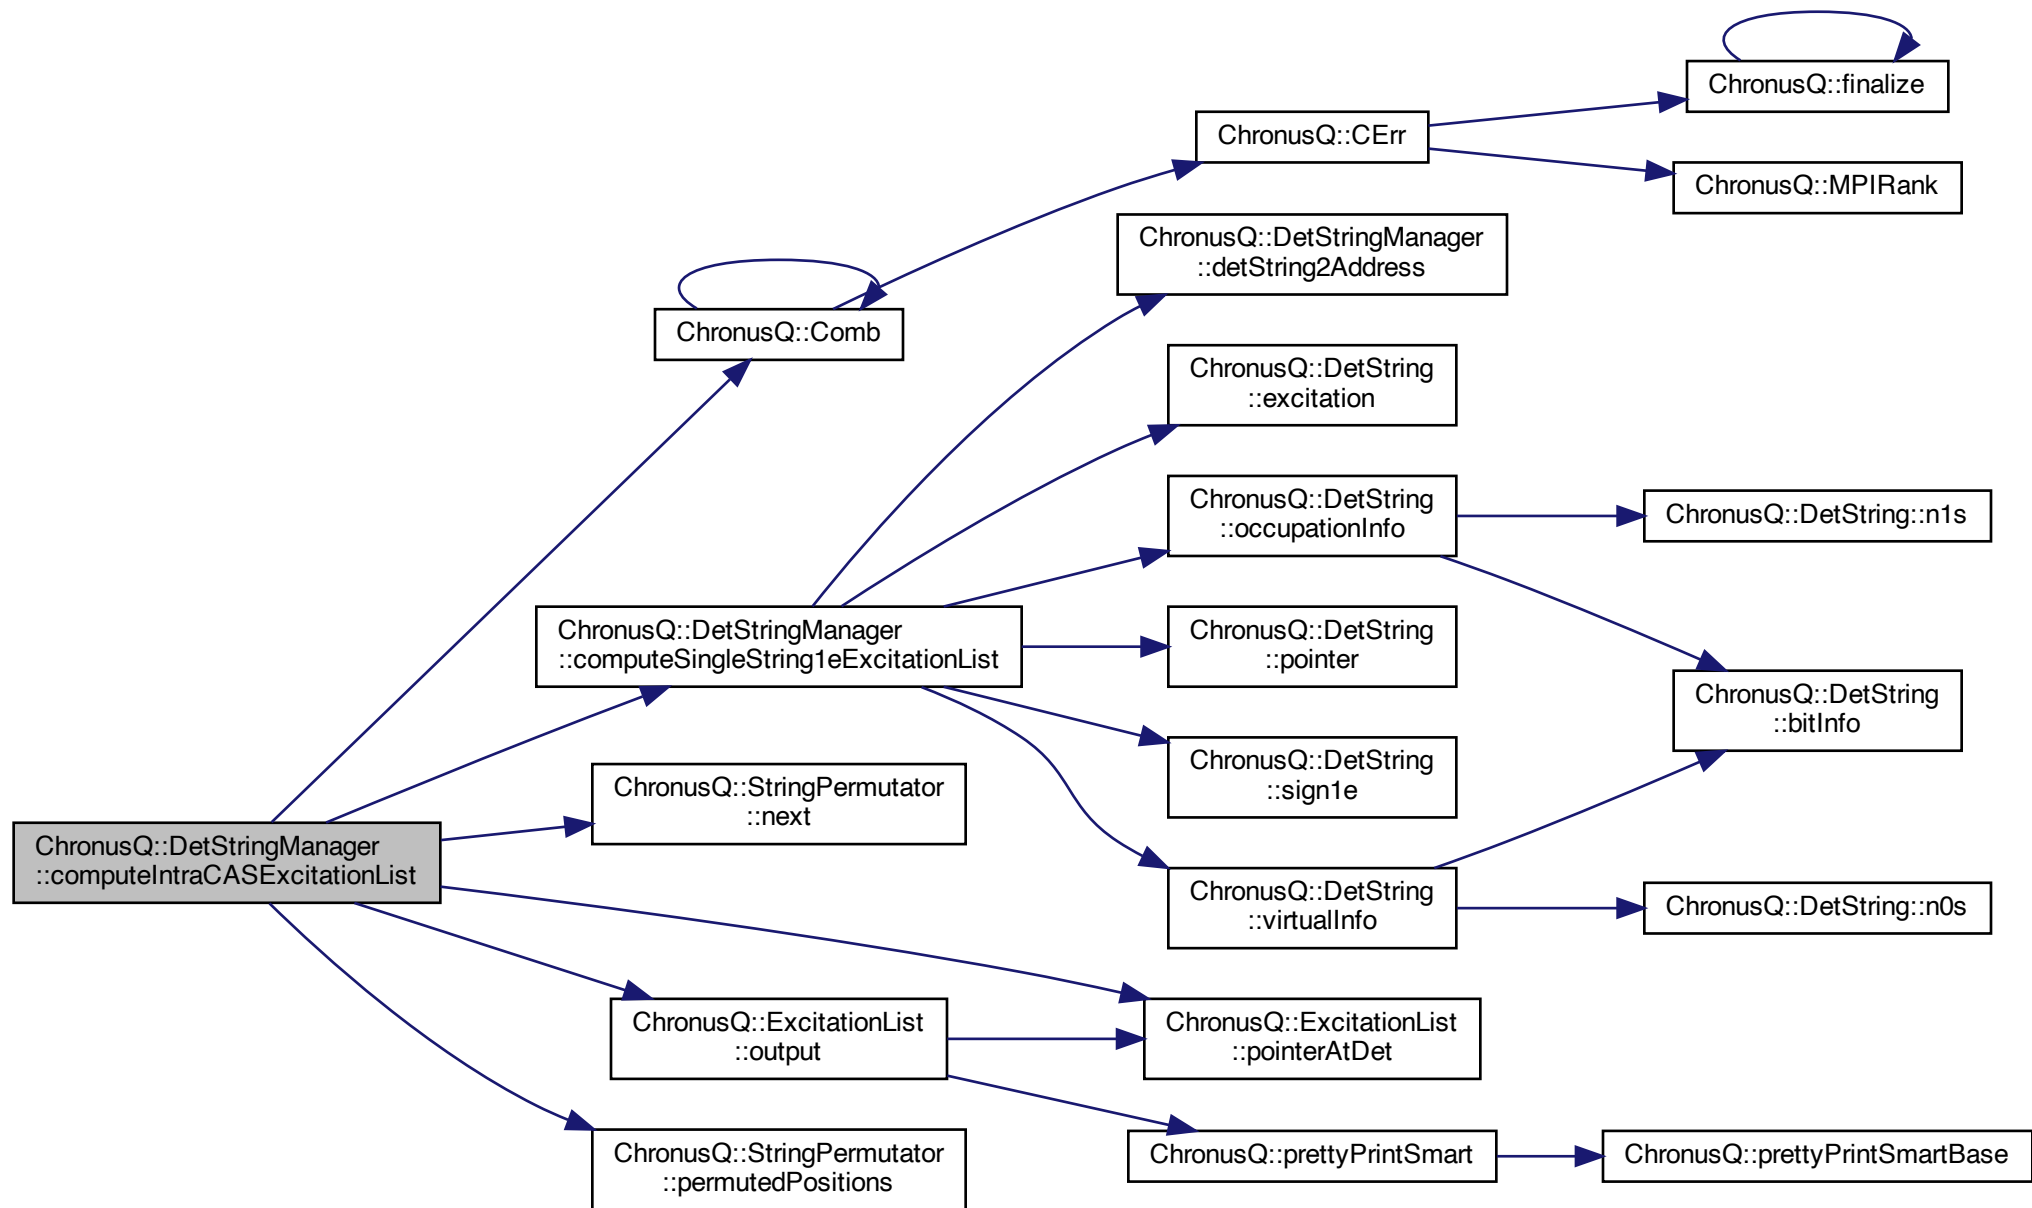 ChronusQ::finalize
ChronusQ::CErr
ChronusQ::MPIRank
ChronusQ::DetStringManager
::detString2Address
ChronusQ::Comb
ChronusQ::DetString
::excitation
ChronusQ::DetString
::occupationInfo
ChronusQ::DetString::n1s
ChronusQ::DetStringManager
::computeSingleString1eExcitationList
ChronusQ::DetString
::pointer
ChronusQ::DetString
::bitInfo
ChronusQ::DetString
::sign1e
ChronusQ::StringPermutator
::next
ChronusQ::DetStringManager
::computeIntraCASExcitationList
ChronusQ::DetString
::virtualInfo
ChronusQ::DetString::n0s
ChronusQ::ExcitationList
::output
ChronusQ::ExcitationList
::pointerAtDet
ChronusQ::StringPermutator
::permutedPositions
ChronusQ::prettyPrintSmart
ChronusQ::prettyPrintSmartBase